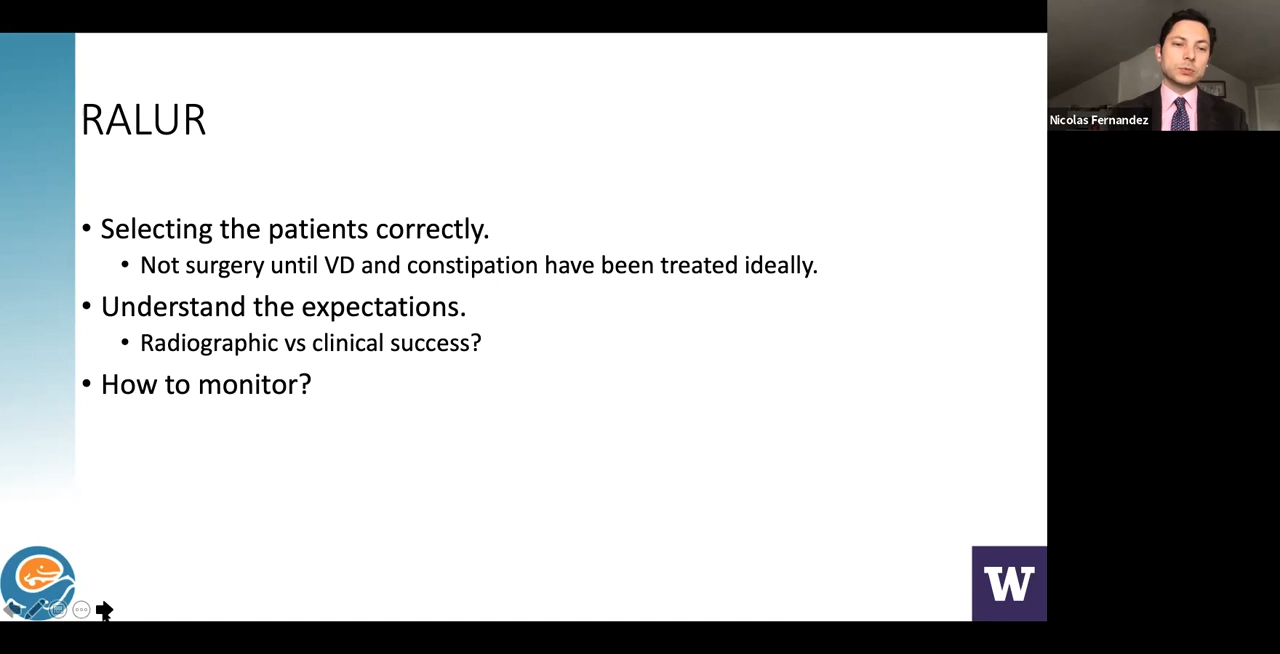 RALUR
• Selecting the patients correctly.
• Not surgery until VD and constipation have been treated ideally.
• Understand the expectations.
• Radiographic vs clinical success?
• How to monitor?
W
Nicolas Fernandez